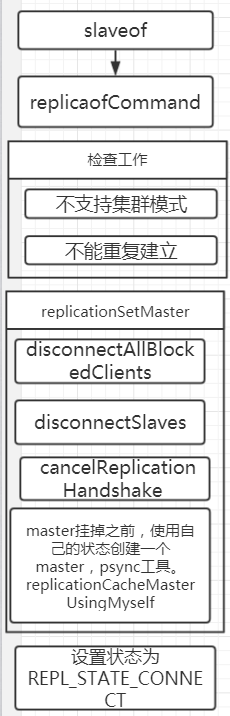 slaveof
replicaofCommand
检查工作
不支持集群模式
不能重复建立
replicationSetMaster
disconnectAllBlock
edClients
disconnectSlaves
cancelReplication
Handshake
master挂掉之前，使用自
己的状态创建一个
master，psync工具。
replicationCacheMaster
UsingMyself
设置状态为
REPL_STATE_CONNE
CT